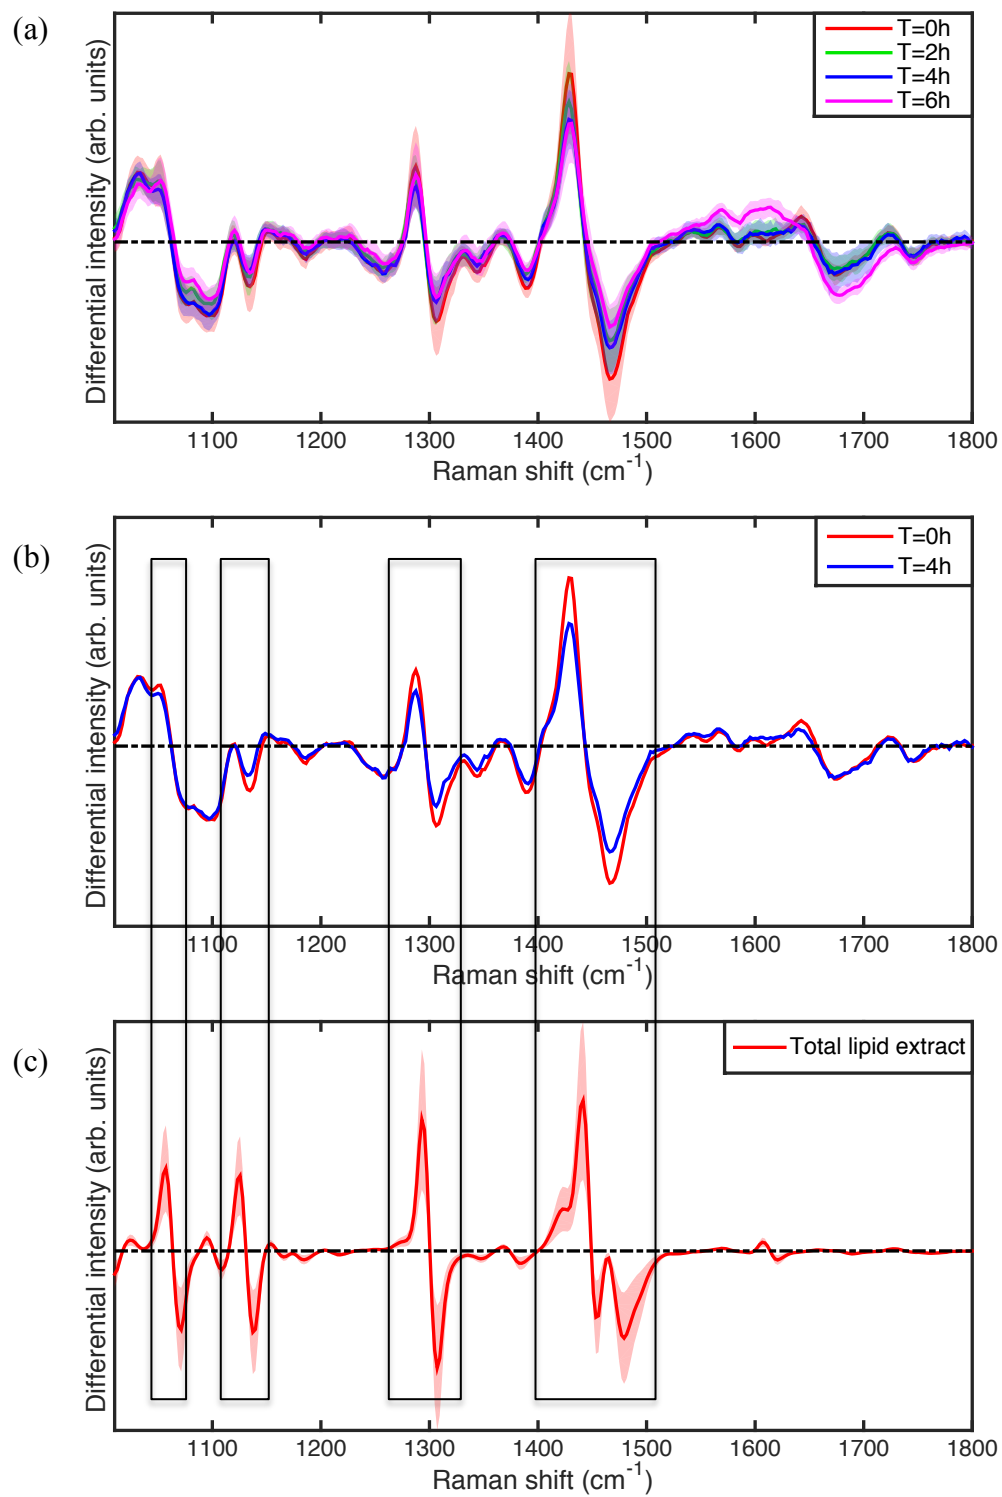 (a)
T=0h
T=2h
T=4h
T=6h
Differential intensity (arb. units)
1100 1200 1300 1400 1500 1600 1700 1800
Raman shift (cm⁻¹)
(b)
T=0h
T=4h
Differential intensity (arb. units)
1100 1200 1300 1400 1500 1600 1700 1800
Raman shift (cm⁻¹)
(c)
Total lipid extract
Differential intensity (arb. units)
1100 1200 1300 1400 1500 1600 1700 1800
Raman shift (cm⁻¹)